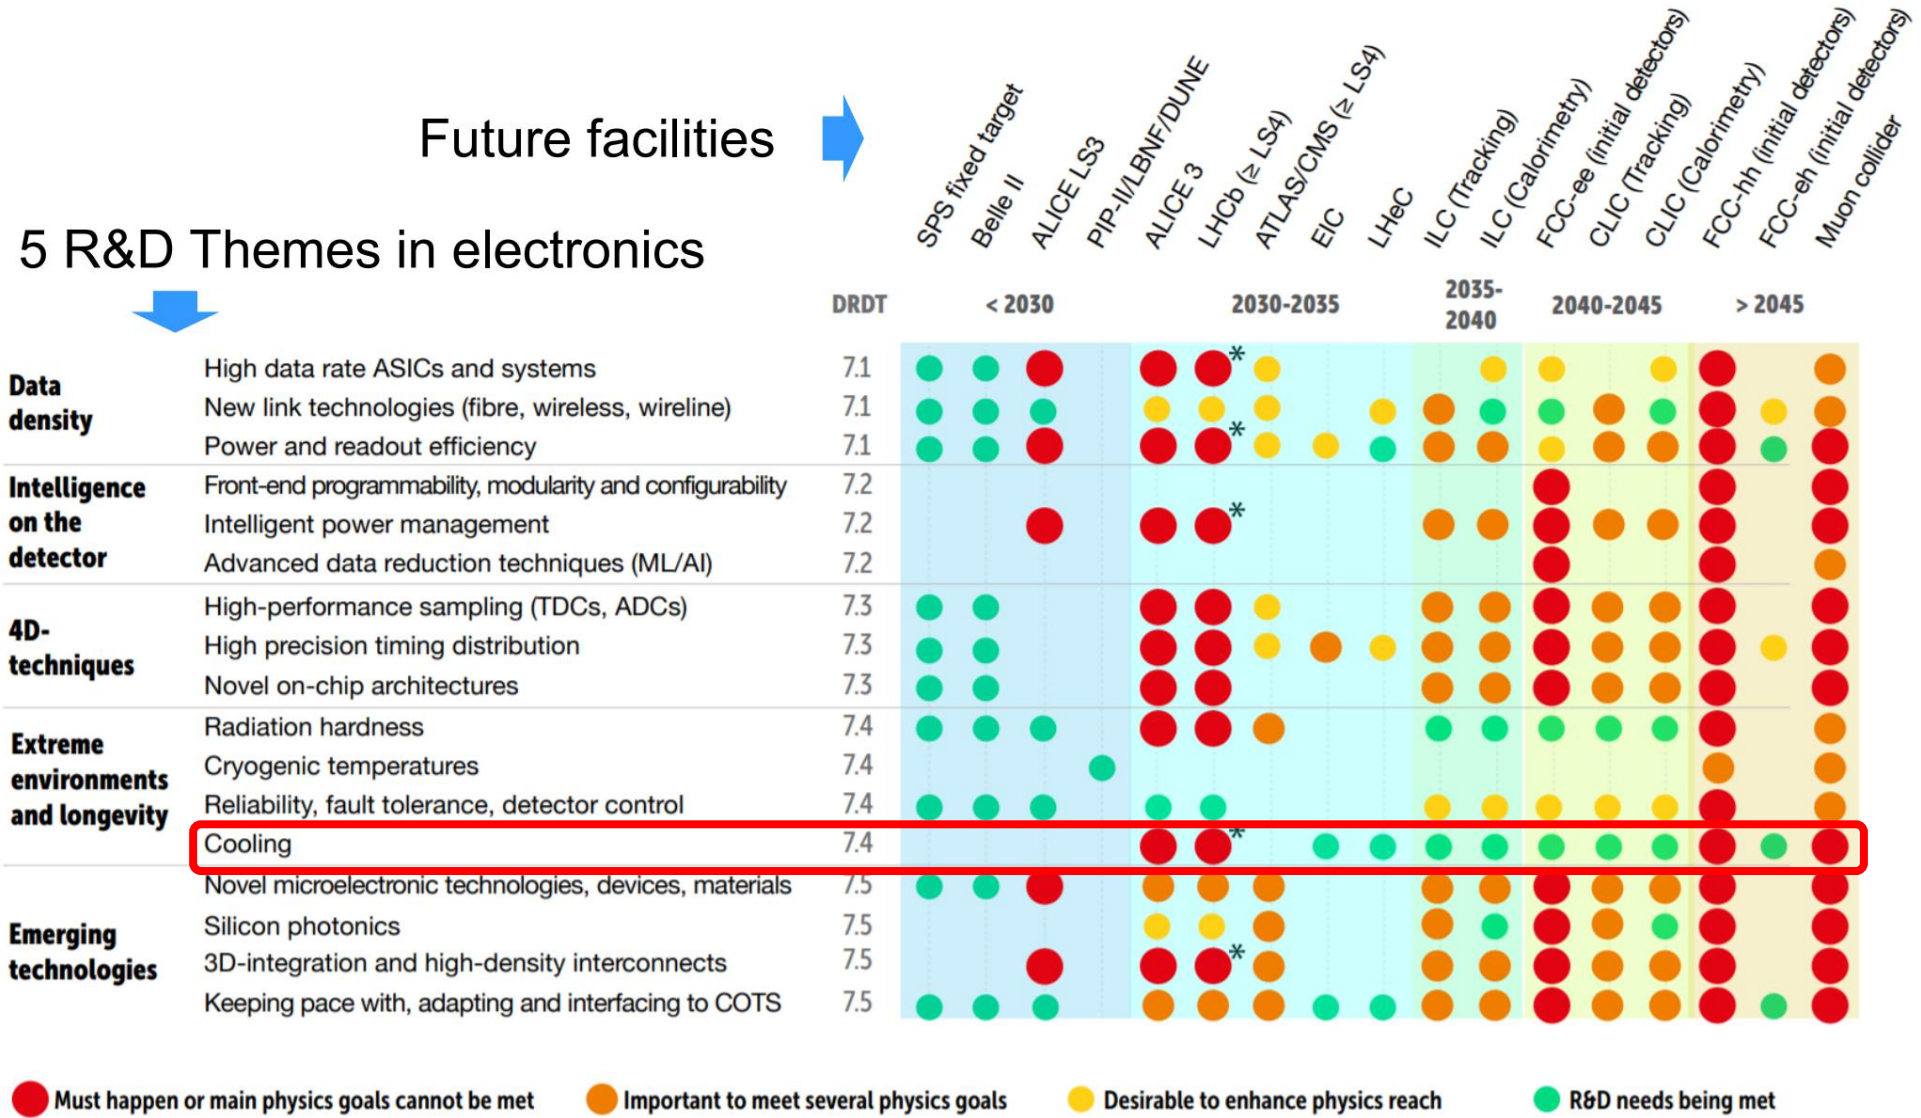 Future facilities
5 R&D Themes in electronics
SPS fixed target
Belle II
ALICE LS3
PIP-II/LBNF/DUNE
ALICE 3
LHCb (≥ LS4)
ATLAS/CMS (≥ LS4)
EIC
LHeC
ILC (Tracking)
ILC (Calorimetry)
FCC-ee (initial detectors)
CLIC (Tracking)
CLIC (Calorimetry)
FCC-hh (initial detectors)
FCC-eh (initial detectors)
Muon collider
DRDT
< 2030
2030-2035
2035-
2040
2040-2045
> 2045
Data
density
High data rate ASICs and systems 7.1 *
New link technologies (fibre, wireless, wireline) 7.1
Power and readout efficiency 7.1 *
Intelligence
on the
detector
Front-end programmability, modularity and configurability 7.2
Intelligent power management 7.2 *
Advanced data reduction techniques (ML/AI) 7.2
4D-
techniques
High-performance sampling (TDCs, ADCs) 7.3
High precision timing distribution 7.3
Novel on-chip architectures 7.3
Extreme
environments
and longevity
Radiation hardness 7.4
Cryogenic temperatures 7.4
Reliability, fault tolerance, detector control 7.4
Cooling 7.4 *
Emerging
technologies
Novel microelectronic technologies, devices, materials 7.5
Silicon photonics 7.5
3D-integration and high-density interconnects 7.5 *
Keeping pace with, adapting and interfacing to COTS 7.5
Must happen or main physics goals cannot be met
Important to meet several physics goals
Desirable to enhance physics reach
R&D needs being met